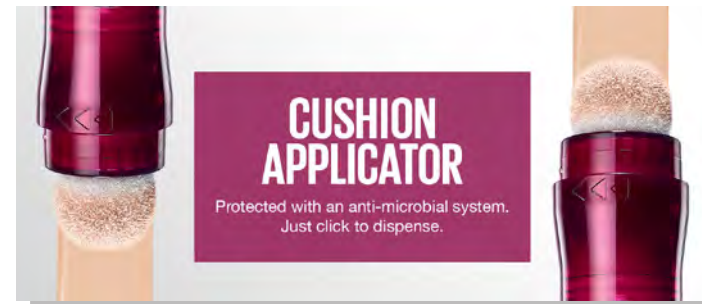 CUSHION
APPLICATOR
Protected with an anti-microbial system.
Just click to dispense.